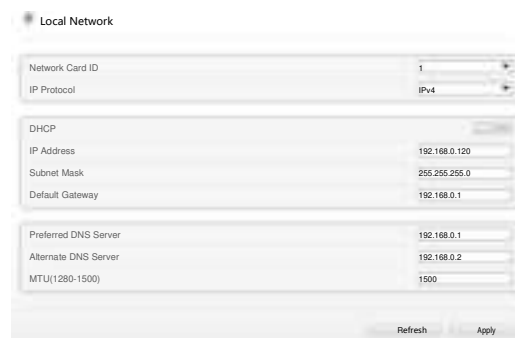 Local Network
Network Card ID 1
IP Protocol IPv4
DHCP
IP Address 192.168.0.120
Subnet Mask 255.255.255.0
Default Gateway 192.168.0.1
Preferred DNS Server 192.168.0.1
Alternate DNS Server 192.168.0.2
MTU(1280-1500) 1500
Refresh Apply